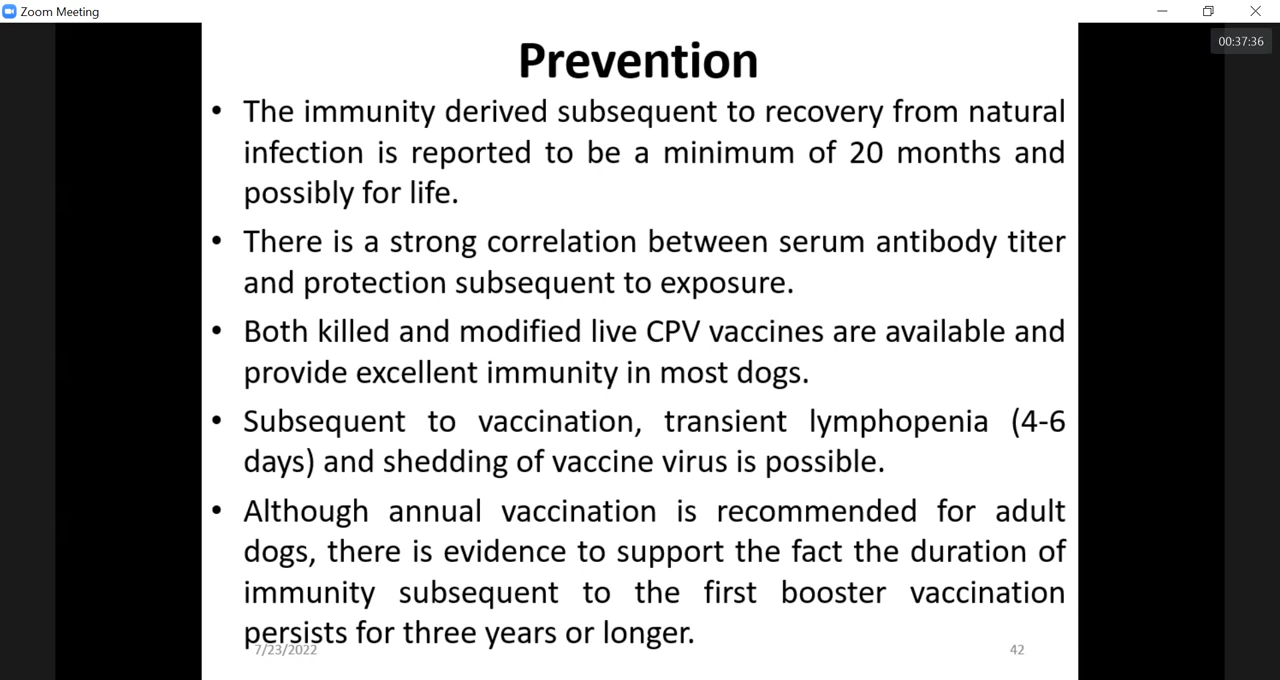 Zoom Meeting
00:37:36
Prevention
• The immunity derived subsequent to recovery from natural
infection is reported to be a minimum of 20 months and
possibly for life.
• There is a strong correlation between serum antibody titer
and protection subsequent to exposure.
• Both killed and modified live CPV vaccines are available and
provide excellent immunity in most dogs.
• Subsequent to vaccination, transient lymphopenia (4-6
days) and shedding of vaccine virus is possible.
• Although annual vaccination is recommended for adult
dogs, there is evidence to support the fact the duration of
immunity subsequent to the first booster vaccination
persists for three years or longer.
7/23/2022
42